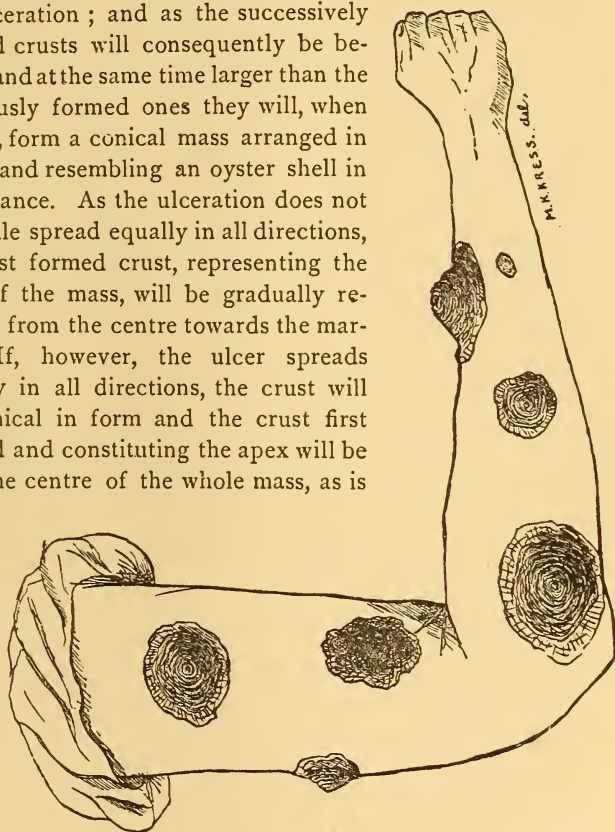 ceration ; and as the successively
d crusts will consequently be be-
and at the same time larger than the
usly formed ones they will, when
, form a conical mass arranged in
and resembling an oyster shell in
ance. As the ulceration does not
le spread equally in all directions,
st formed crust, representing the
f the mass, will be gradually re-
from the centre towards the mar-
If, however, the ulcer spreads
y in all directions, the crust will
nical in form and the crust first
d and constituting the apex will be
ne centre of the whole mass, as is
M.K.KRESS. del.